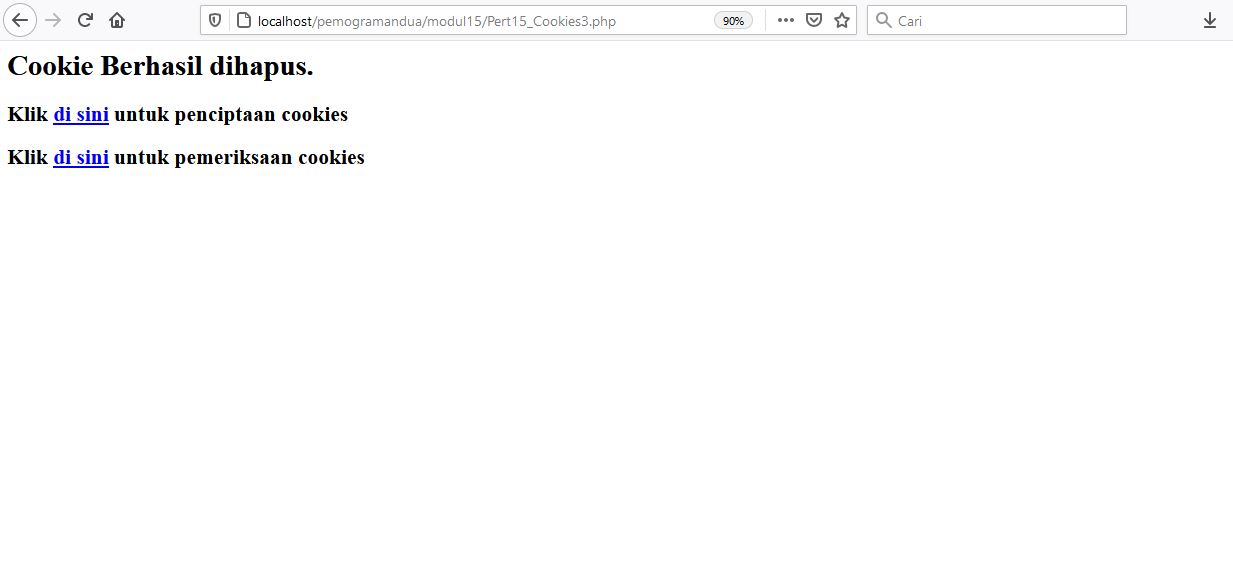 localhost/pemogramandua/modul15/Pert15_Cookies3.php 90% Cari
Cookie Berhasil dihapus.
Klik di sini untuk penciptaan cookies
Klik di sini untuk pemeriksaan cookies